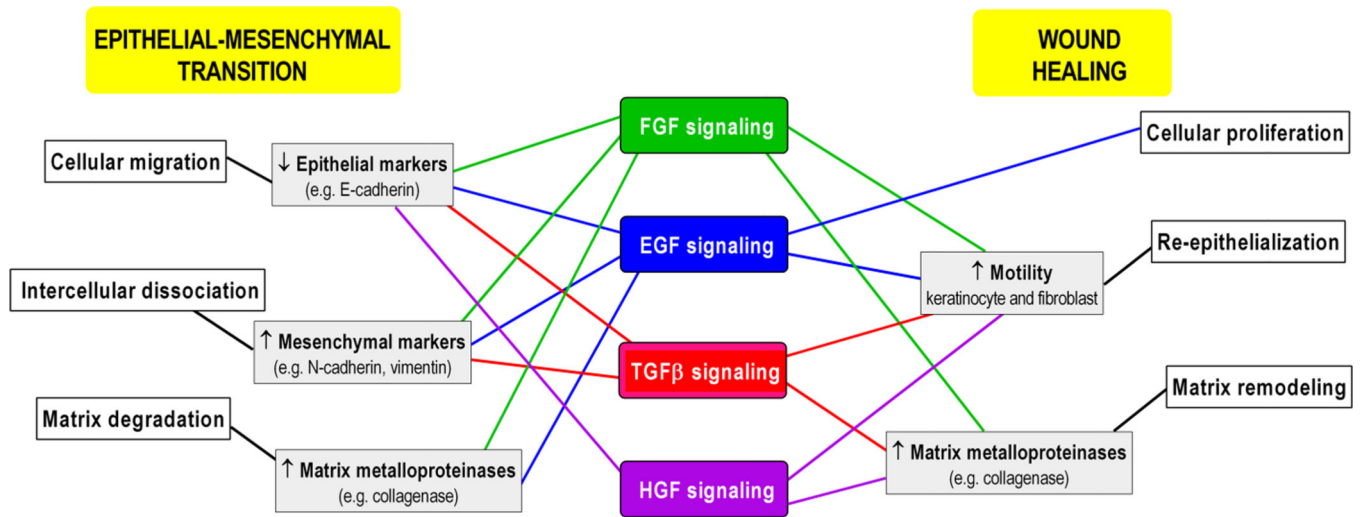 EPITHELIAL-MESENCHYMAL
TRANSITION
WOUND
HEALING
FGF signaling
Cellular proliferation
Cellular migration
↓ Epithelial markers
(e.g. E-cadherin)
EGF signaling
Re-epithelialization
↑ Motility
keratinocyte and fibroblast
Intercellular dissociation
↑ Mesenchymal markers
(e.g. N-cadherin, vimentin)
TGFβ signaling
Matrix remodeling
Matrix degradation
↑ Matrix metalloproteinases
(e.g. collagenase)
HGF signaling
↑ Matrix metalloproteinases
(e.g. collagenase)